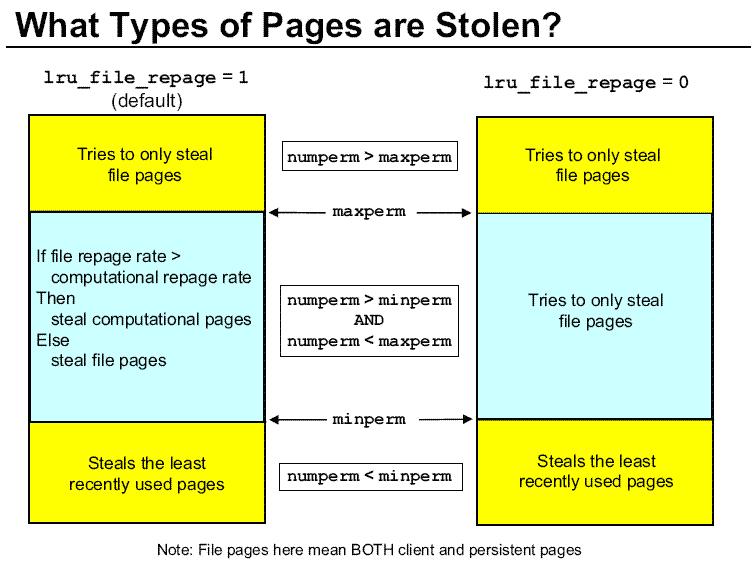 What Types of Pages are Stolen?
lru_file_repage = 1
(default)
lru_file_repage = 0
Tries to only steal
file pages
numperm > maxperm
Tries to only steal
file pages
maxperm
If file repage rate >
computational repage rate
Then
steal computational pages
Else
steal file pages
numperm > minperm
AND
numperm < maxperm
Tries to only steal
file pages
minperm
Steals the least
recently used pages
numperm < minperm
Steals the least
recently used pages
Note: File pages here mean BOTH client and persistent pages